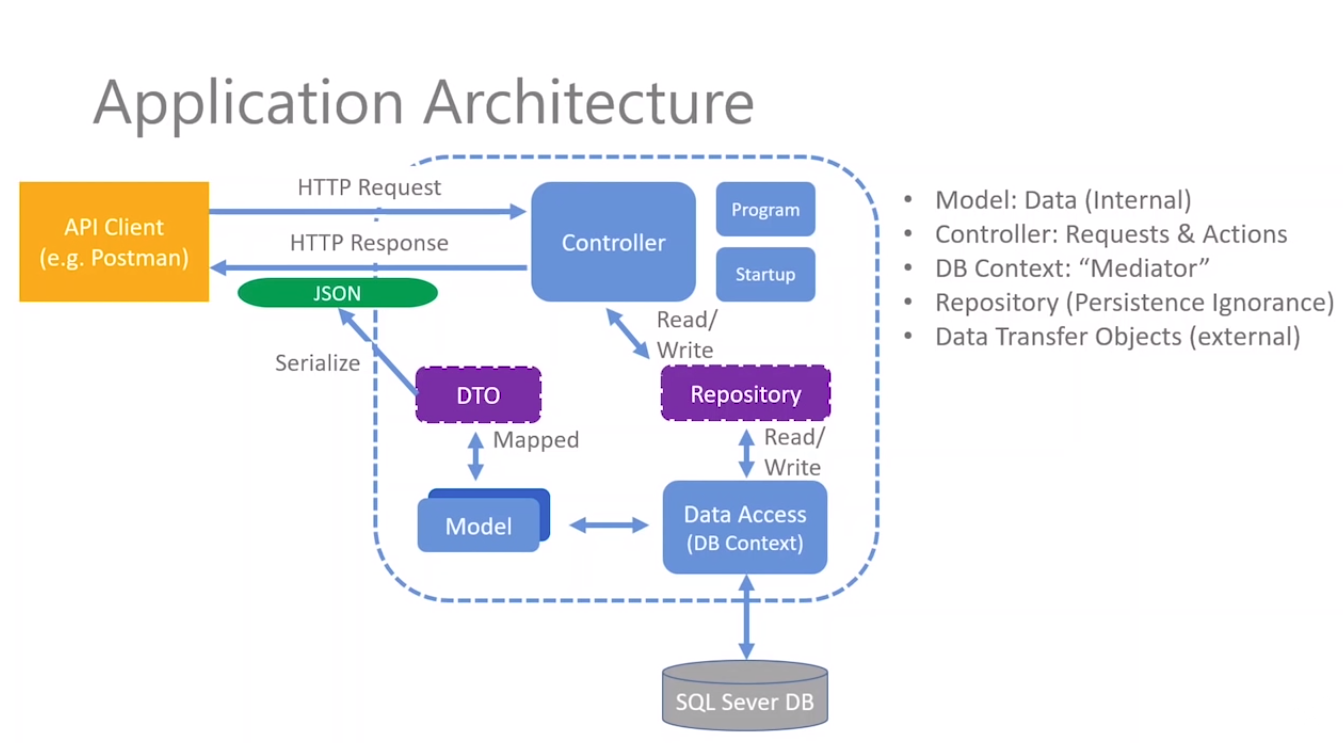 Application Architecture
HTTP Request
API Client
(e.g. Postman)
HTTP Response
JSON
Serialize
Controller
Program
Startup
Read/
Write
DTO
Repository
Mapped
Read/
Write
Model
Data Access
(DB Context)
SQL Sever DB
• Model: Data (Internal)
• Controller: Requests & Actions
• DB Context: “Mediator”
• Repository (Persistence Ignorance)
• Data Transfer Objects (external)